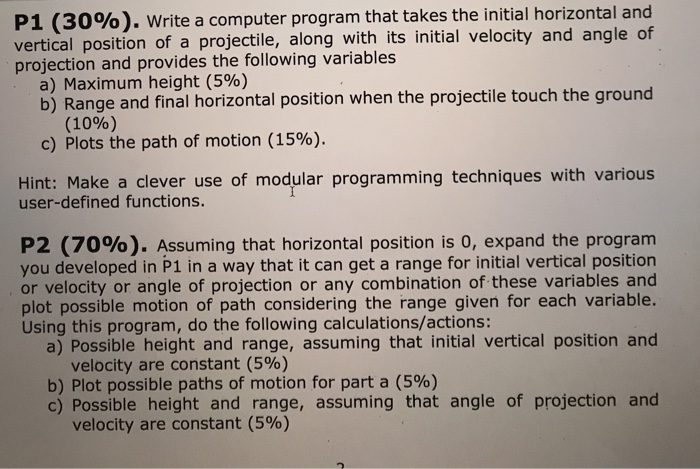 P1 (30%). Write a computer program that takes the initial horizontal and
vertical position of a projectile, along with its initial velocity and angle of
projection and provides the following variables
a) Maximum height (5%)
b) Range and final horizontal position when the projectile touch the ground
(10%)
c) Plots the path of motion (15%).
Hint: Make a clever use of modular programming techniques with various
user-defined functions.
P2 (70%). Assuming that horizontal position is 0, expand the program
you developed in P1 in a way that it can get a range for initial vertical position
or velocity or angle of projection or any combination of these variables and
plot possible motion of path considering the range given for each variable.
Using this program, do the following calculations/actions:
a) Possible height and range, assuming that initial vertical position and
velocity are constant (5%)
b) Plot possible paths of motion for part a (5%)
c) Possible height and range, assuming that angle of projection and
velocity are constant (5%)